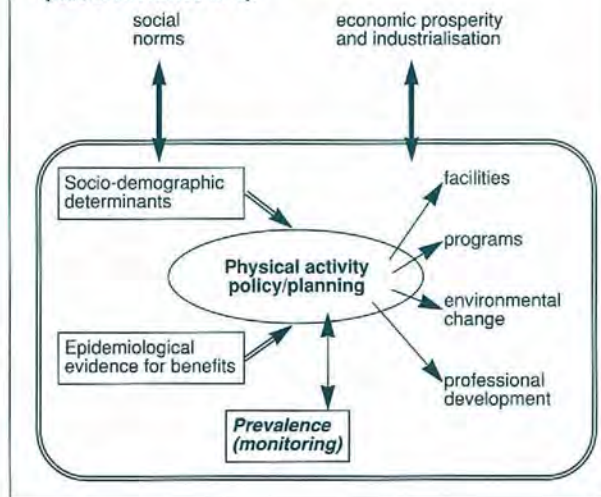 social
norms
economic prosperity
and industrialisation
Socio-demographic
determinants
facilities
programs
Physical activity
policy/planning
environmental
change
Epidemiological
evidence for benefits
professional
development
Prevalence
(monitoring)